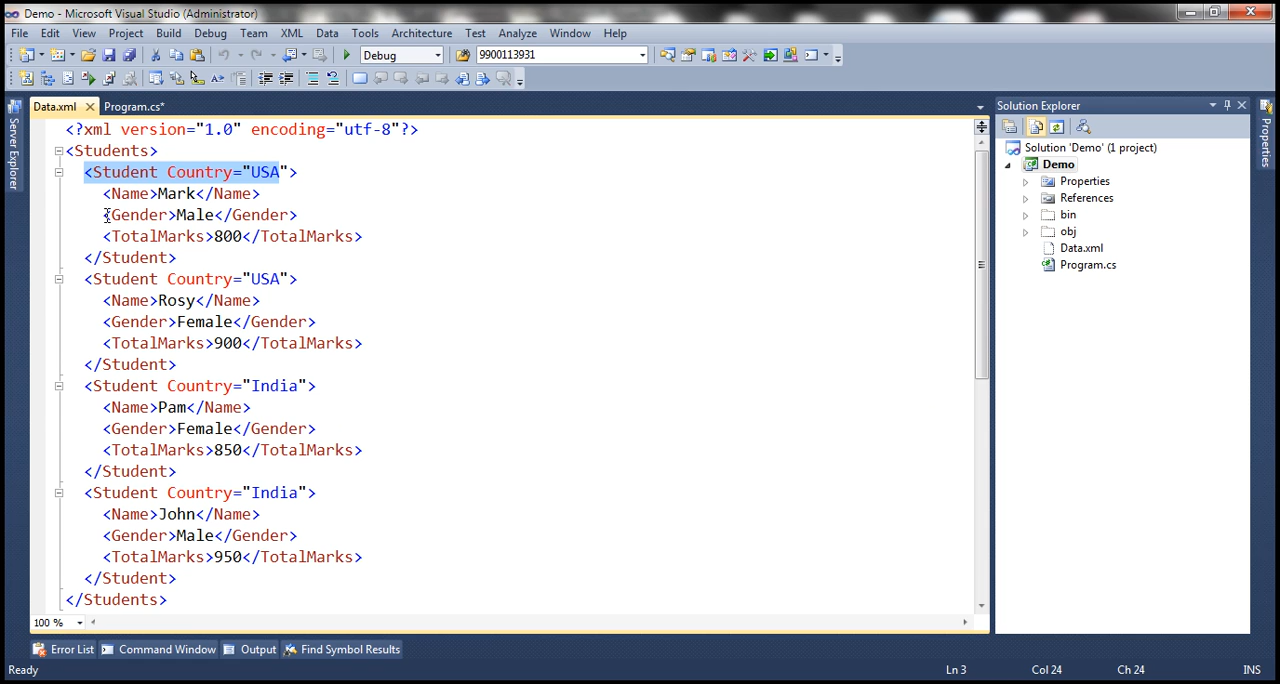 Demo - Microsoft Visual Studio (Administrator)
File Edit View Project Build Debug Team XML Data Tools Architecture Test Analyze Window Help
Debug 9900113931
Data.xml Program.cs*
Solution Explorer
Server Explorer
Properties
<?xml version="1.0" encoding="utf-8"?>
<Students>
<Student Country="USA">
<Name>Mark</Name>
<Gender>Male</Gender>
<TotalMarks>800</TotalMarks>
</Student>
<Student Country="USA">
<Name>Rosy</Name>
<Gender>Female</Gender>
<TotalMarks>900</TotalMarks>
</Student>
<Student Country="India">
<Name>Pam</Name>
<Gender>Female</Gender>
<TotalMarks>850</TotalMarks>
</Student>
<Student Country="India">
<Name>John</Name>
<Gender>Male</Gender>
<TotalMarks>950</TotalMarks>
</Student>
</Students>
Solution 'Demo' (1 project)
Demo
Properties
References
bin
obj
Data.xml
Program.cs
100 %
Error List Command Window Output Find Symbol Results
Ready Ln 3 Col 24 Ch 24 INS